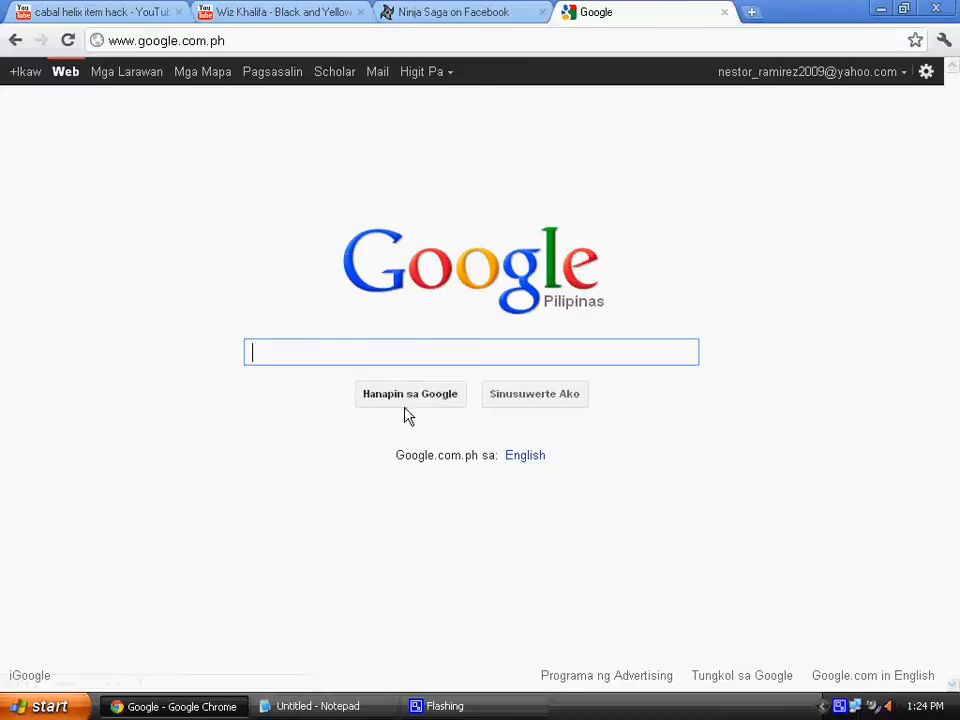 cabal helix item hack - YouTu
Wiz Khalifa - Black and Yellow
Ninja Saga on Facebook
Google
www.google.com.ph
+Ikaw Web Mga Larawan Mga Mapa Pagsasalin Scholar Mail Higit Pa
nestor_ramirez2009@yahoo.com
Google
Pilipinas
Hanapin sa Google
Sinusuwerte Ako
Google.com.ph sa: English
iGoogle
Programa ng Advertising
Tungkol sa Google
Google.com in English
start
Google - Google Chrome
Untitled - Notepad
Flashing
1:24 PM